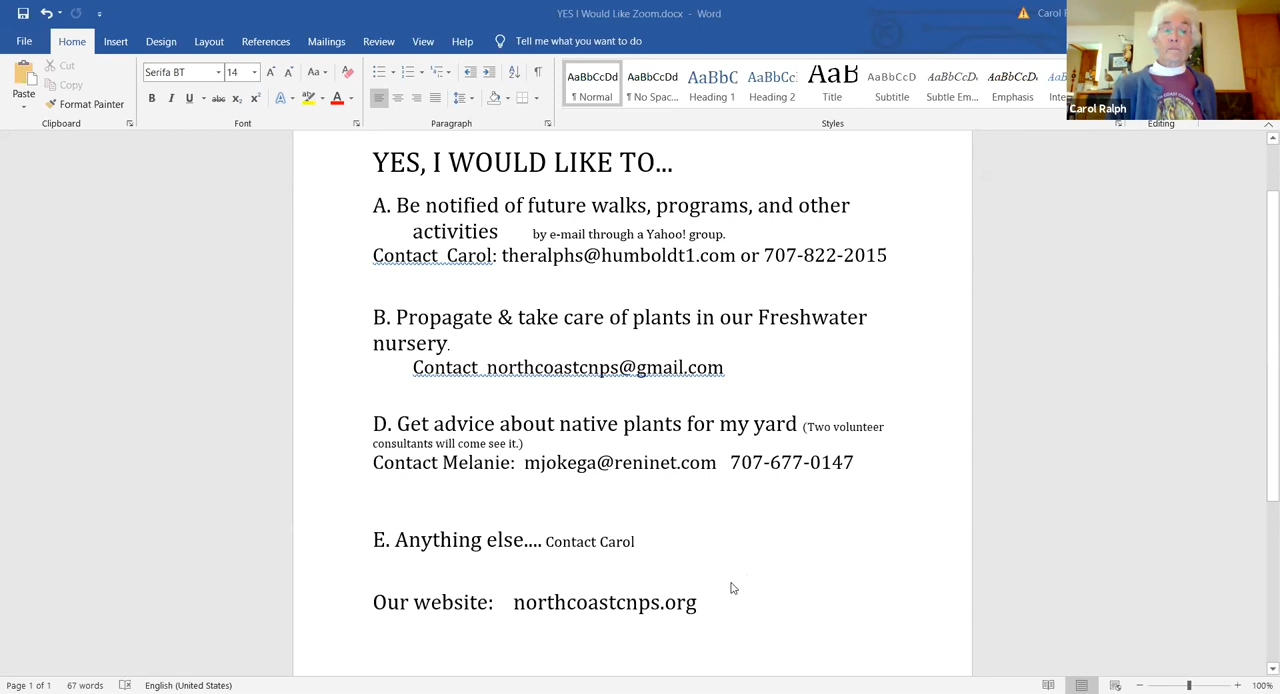 YES I Would Like Zoom.docx - Word
Carol
File Home Insert Design Layout References Mailings Review View Help Tell me what you want to do
Paste
Cut
Copy
Format Painter
Clipboard
Serifa BT 14
Font
Paragraph
AaBbCcDd AaBbCcDd AaBbC AaBbCc AaB AaBbCcD AaBbCcD AaBbCcD
¶ Normal ¶ No Spac... Heading 1 Heading 2 Title Subtitle Subtle Em... Emphasis
Styles
Editing
Carol Ralph
YES, I WOULD LIKE TO...
A. Be notified of future walks, programs, and other
activities by e-mail through a Yahoo! group.
Contact Carol: theralphs@humboldt1.com or 707-822-2015
B. Propagate & take care of plants in our Freshwater
nursery.
Contact northcoastcnps@gmail.com
D. Get advice about native plants for my yard (Two volunteer
consultants will come see it.)
Contact Melanie: mjokega@reninet.com 707-677-0147
E. Anything else.... Contact Carol
Our website: northcoastcnps.org
Page 1 of 1 67 words English (United States) 100%